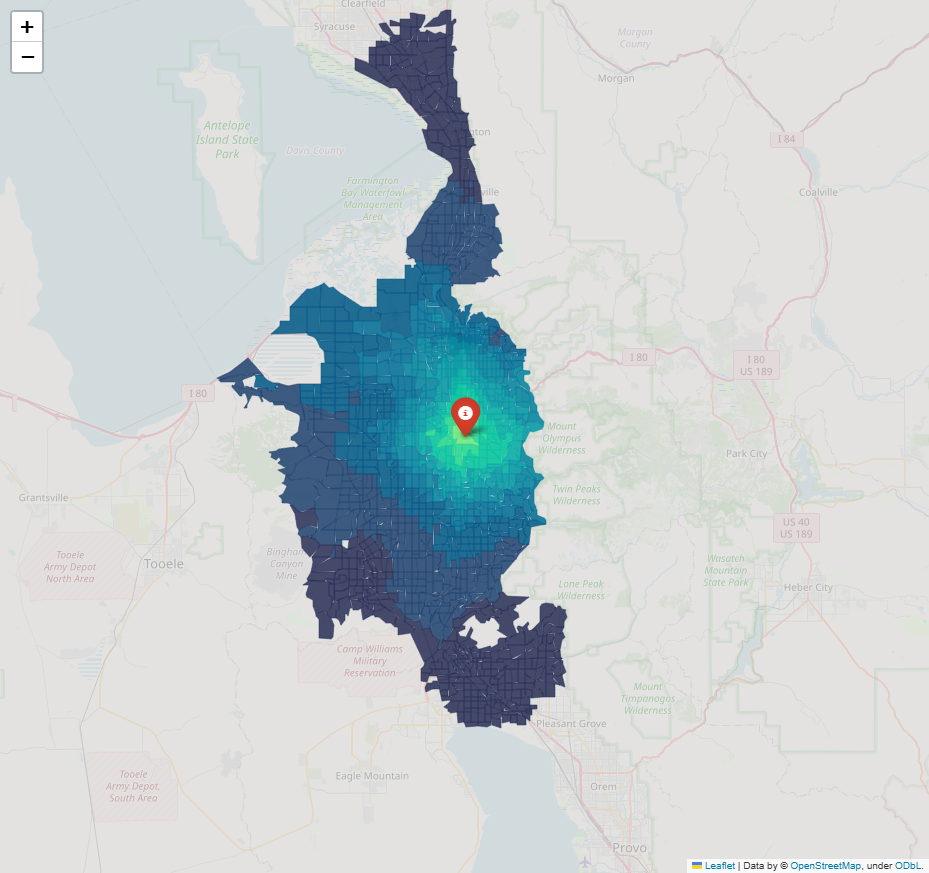 +
−
Clearfield
Syracuse
Morgan
County
Morgan
Antelope
Island State
Park
Davis County
I 84
Farmington
Bay Waterfowl
Management
Area
Coalville
I 80
I 80
I 80
US 189
Mount
Olympus
Wilderness
Park City
Grantsville
Twin Peaks
Wilderness
US 40
US 189
Tooele
Army Depot
North Area
Tooele
Bingham
Canyon
Mine
Wasatch
Mountain
State Park
Lone Peak
Wilderness
Heber City
Camp Williams
Military
Reservation
Mount
Timpanogos
Wilderness
Pleasant Grove
Tooele
Army Depot,
South Area
Eagle Mountain
Orem
Provo
Leaflet | Data by © OpenStreetMap, under ODbL.